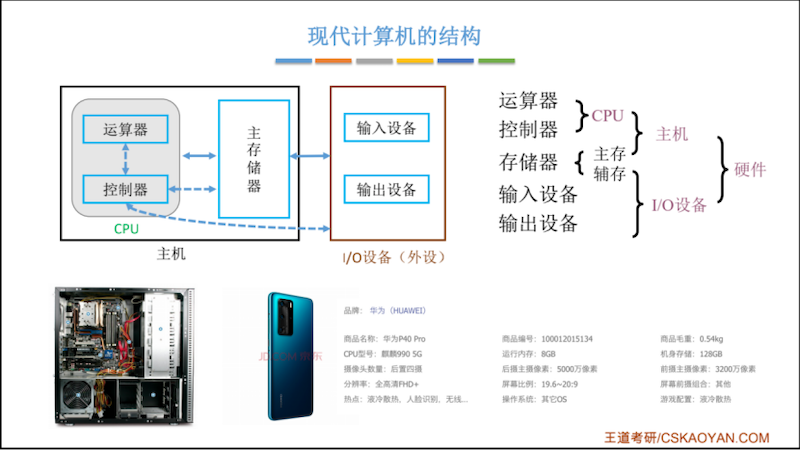 现代计算机的结构
运算器
控制器
CPU
主存储器
主机
输入设备
输出设备
I/O设备（外设）
运算器
控制器
CPU
存储器
主存
辅存
主机
输入设备
输出设备
I/O设备
硬件
品牌： 华为（HUAWEI）
商品名称：华为P40 Pro
商品编号：100012015134
商品毛重：0.54kg
CPU型号：麒麟990 5G
运行内存：8GB
机身存储：128GB
摄像头数量：后置四摄
后摄主摄像素：5000万像素
前摄主摄像素：3200万像素
分辨率：全高清FHD+
屏幕比例：19.6~20:9
屏幕前摄组合：其他
热点：液冷散热，人脸识别，无线...
操作系统：其它OS
游戏配置：液冷散热
王道考研/CSKAOYAN.COM